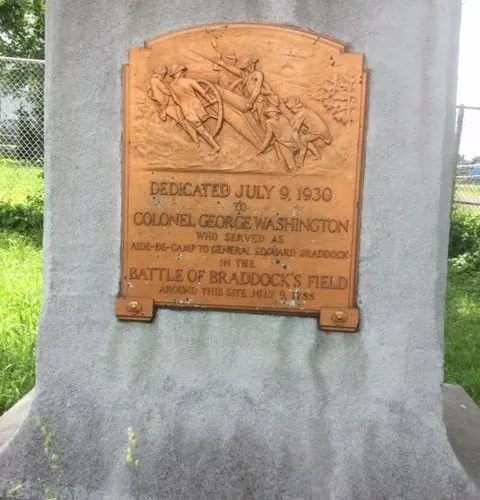 DEDICATED JULY 9, 1930
TO
COLONEL GEORGE WASHINGTON
WHO SERVED AS
AIDE-DE-CAMP TO GENERAL EDWARD BRADDOCK
IN THE
BATTLE OF BRADDOCK'S FIELD
AROUND THIS SITE JULY 9, 1755